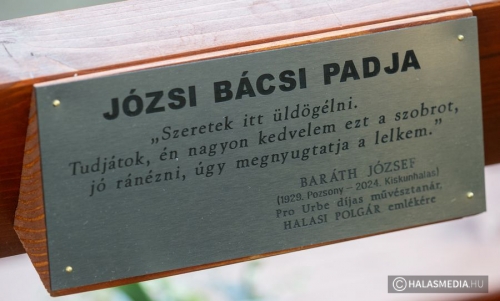 JÓZSI BÁCSI PADJA
„Szeretek itt üldögélni.
Tudjátok, én nagyon kedvelem ezt a szobrot,
jó ránézni, úgy megnyugtatja a lelkem.”
BARÁTH JÓZSEF
(1929, Pozsony – 2024, Kiskunhalas)
Pro Urbe díjas művésztanár,
HALASI POLGÁR emlékére
©HALASMEDIA.HU